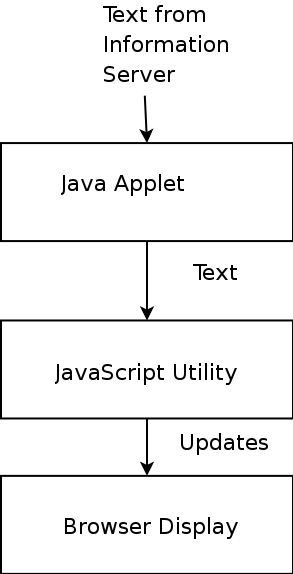 Text from
Information
Server
Java Applet
Text
JavaScript Utility
Updates
Browser Display